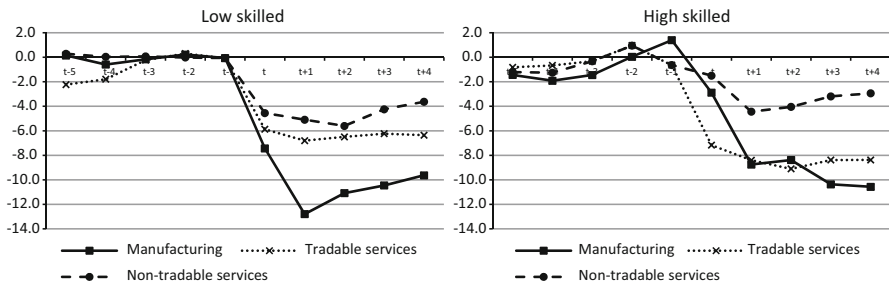 Low skilled
2.0
0.0
t-5 t-4 t-3 t-2 t- t t+1 t+2 t+3 t+4
-2.0
-4.0
-6.0
-8.0
-10.0
-12.0
-14.0
Manufacturing Tradable services
Non-tradable services
High skilled
2.0
0.0
t-2 t- t t+1 t+2 t+3 t+4
-2.0
-4.0
-6.0
-8.0
-10.0
-12.0
-14.0
Manufacturing Tradable services
Non-tradable services